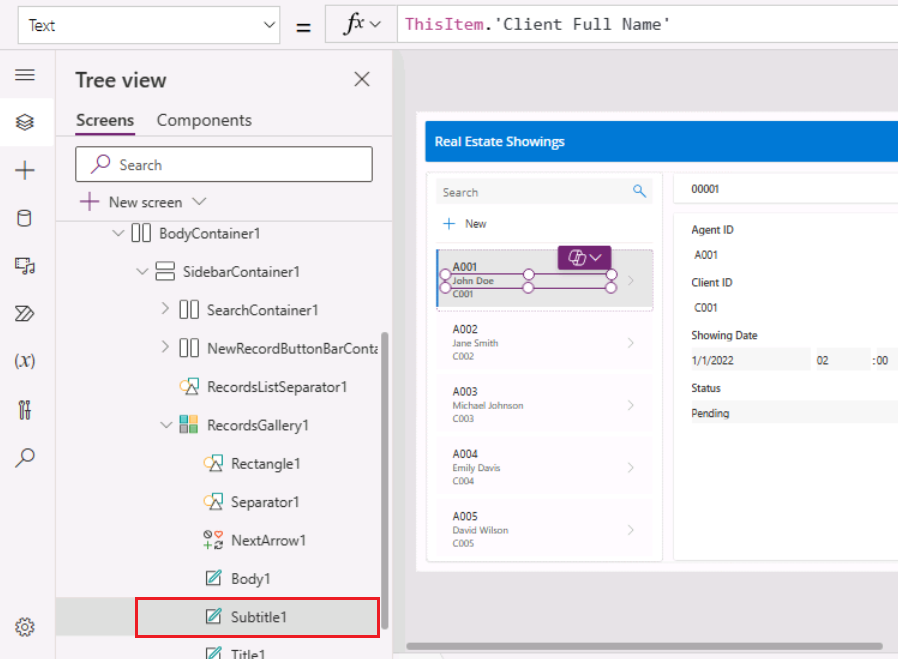 Text = fx ThisItem.'Client Full Name'
Tree view
Screens Components
Search
New screen
BodyContainer1
SidebarContainer1
SearchContainer1
NewRecordButtonBarConta
RecordsListSeparator1
RecordsGallery1
Rectangle1
Separator1
NextArrow1
Body1
Subtitle1
Title1
(x)
Real Estate Showings
Search
New
A001
John Doe
C001
A002
Jane Smith
C002
A003
Michael Johnson
C003
A004
Emily Davis
C004
A005
David Wilson
C005
00001
Agent ID
A001
Client ID
C001
Showing Date
1/1/2022 02 :00
Status
Pending